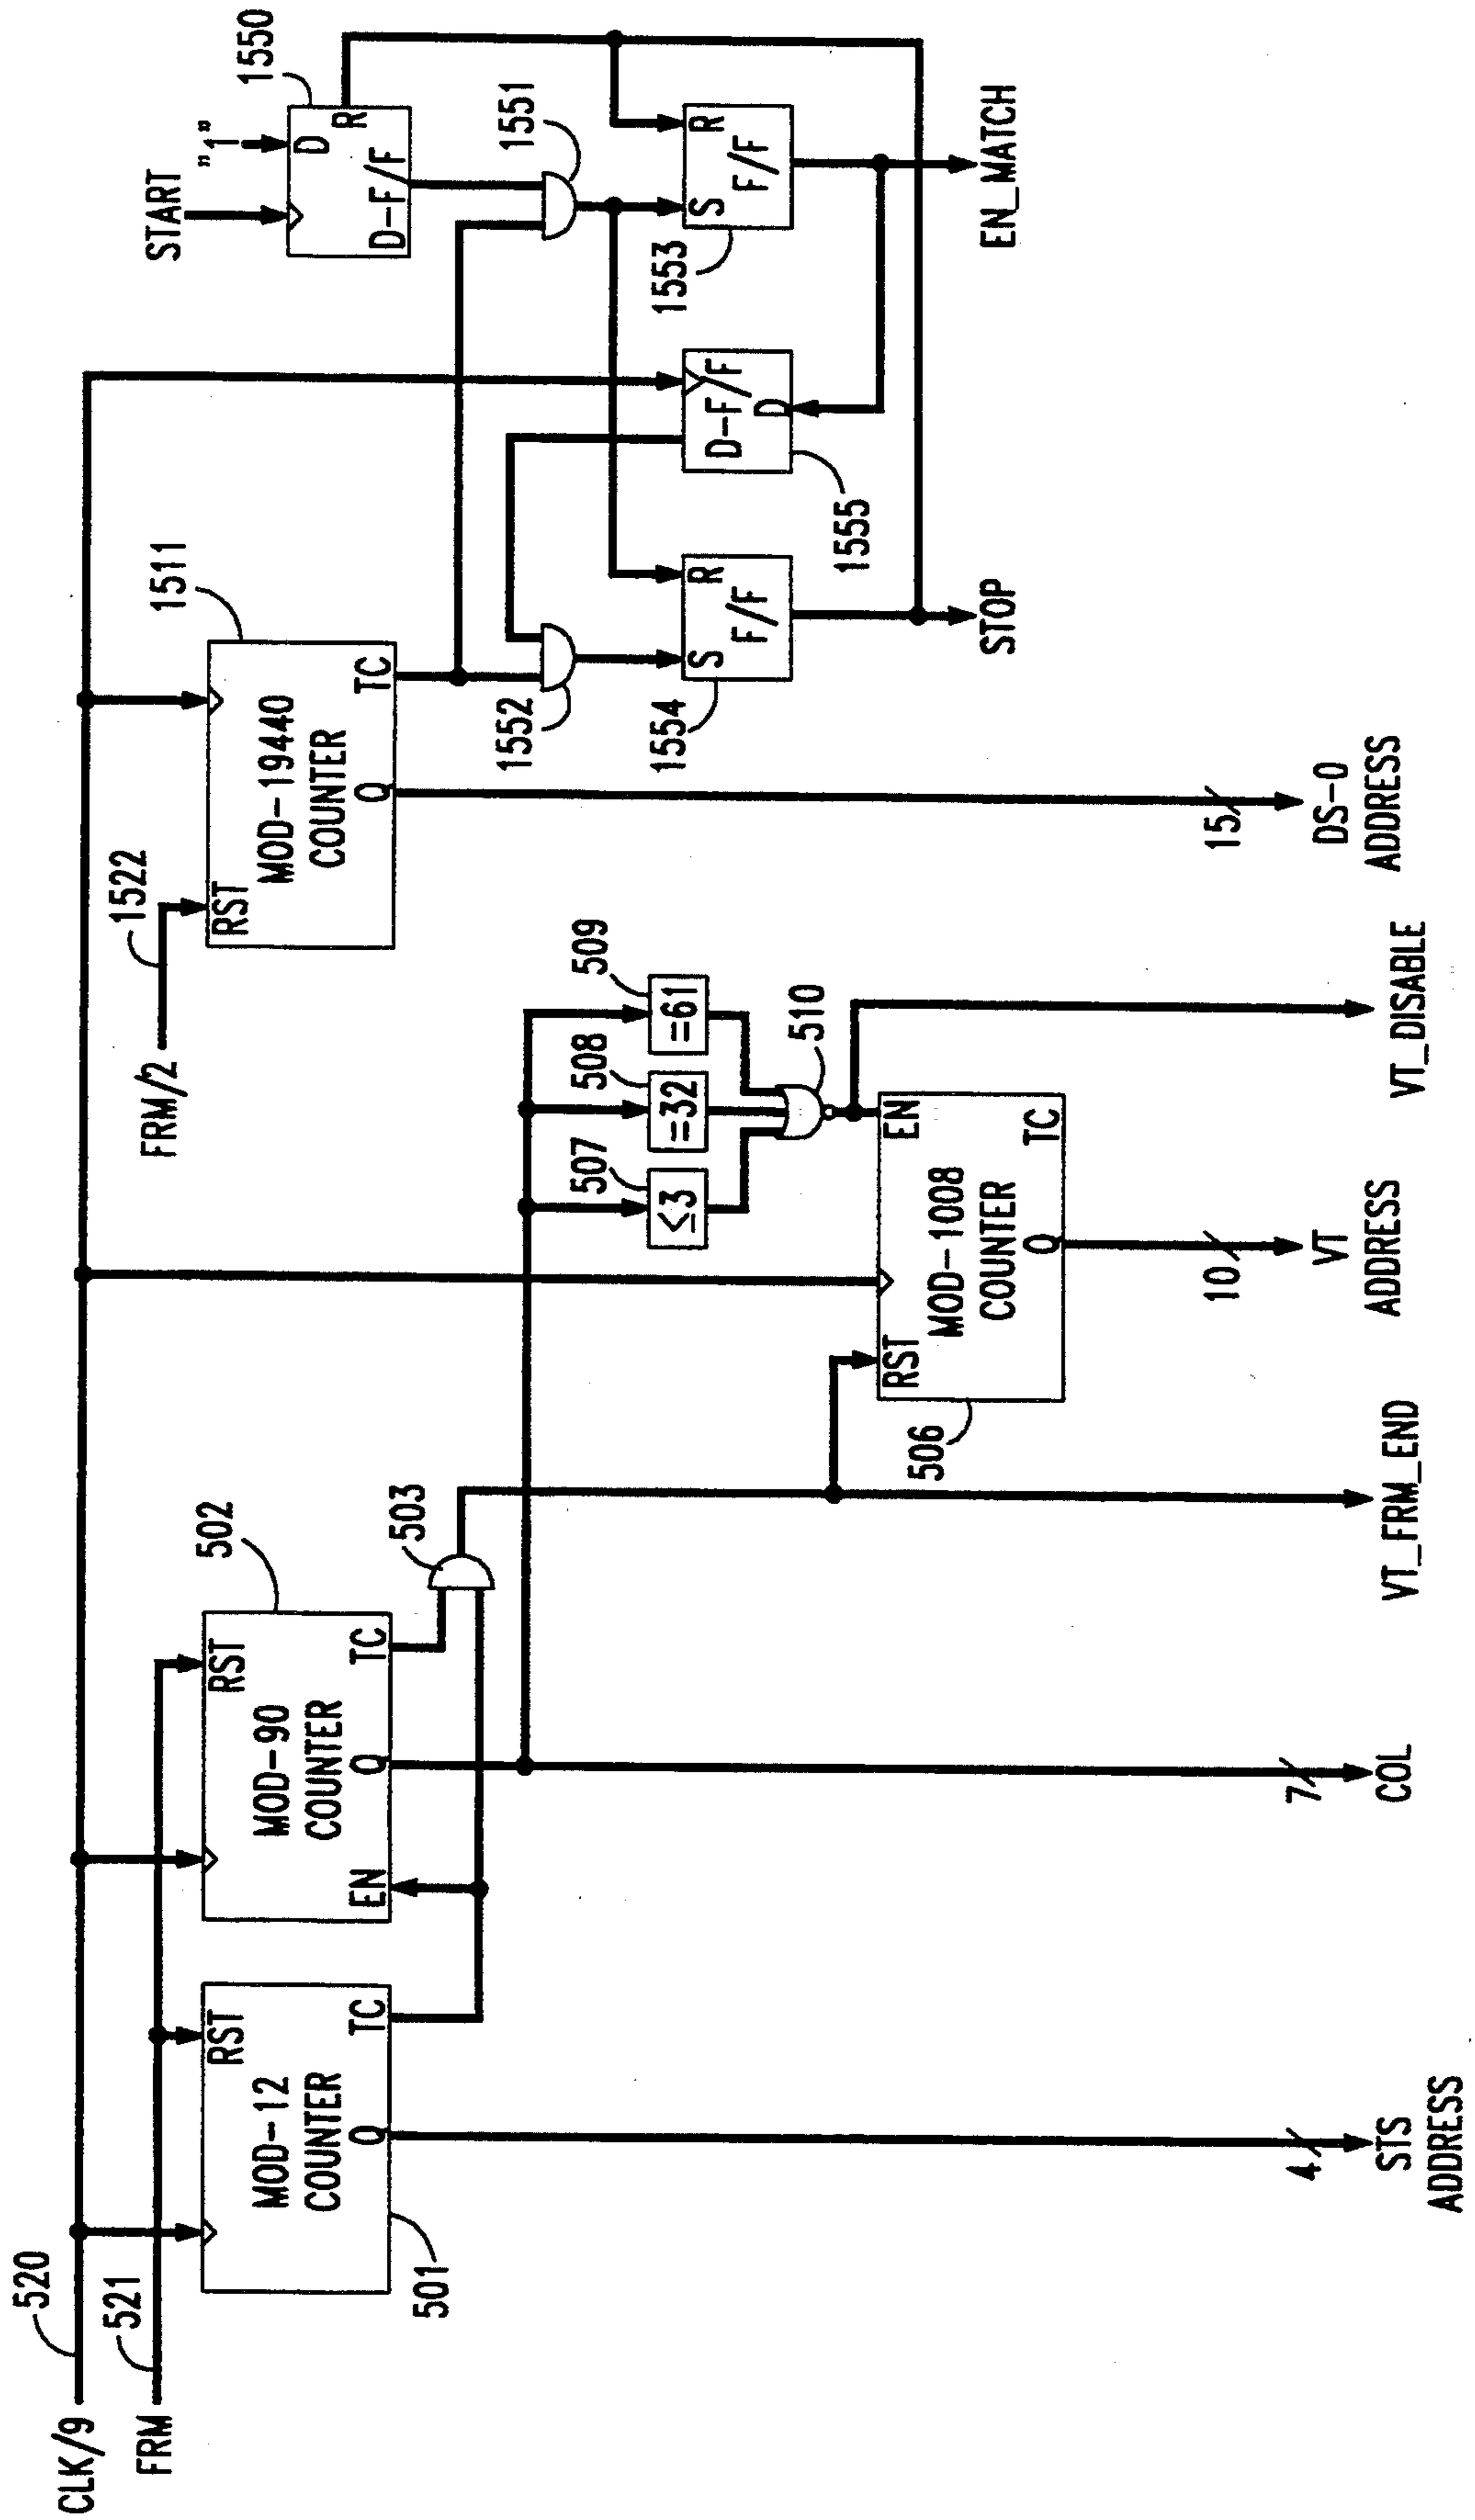 CLK/9
520
FRM
521
MOD-12
COUNTER
RST
Q
TC
501
MOD-90
COUNTER
RST
EN
Q
TC
502
503
FRM/2
1522
MOD-19440
COUNTER
RST
Q
TC
1511
START
"1"
D
R
D-F/F
1550
1551
1552
S
R
F/F
1553
S
R
F/F
1554
D-F/F
D
1555
≤3
507
=32
508
=61
509
510
RST
EN
MOD-1008
COUNTER
Q
TC
506
4
STS
ADDRESS
7
COL
VT_FRM_END
10
VT
ADDRESS
VT_DISABLE
15
DS-0
ADDRESS
STOP
EN_MATCH